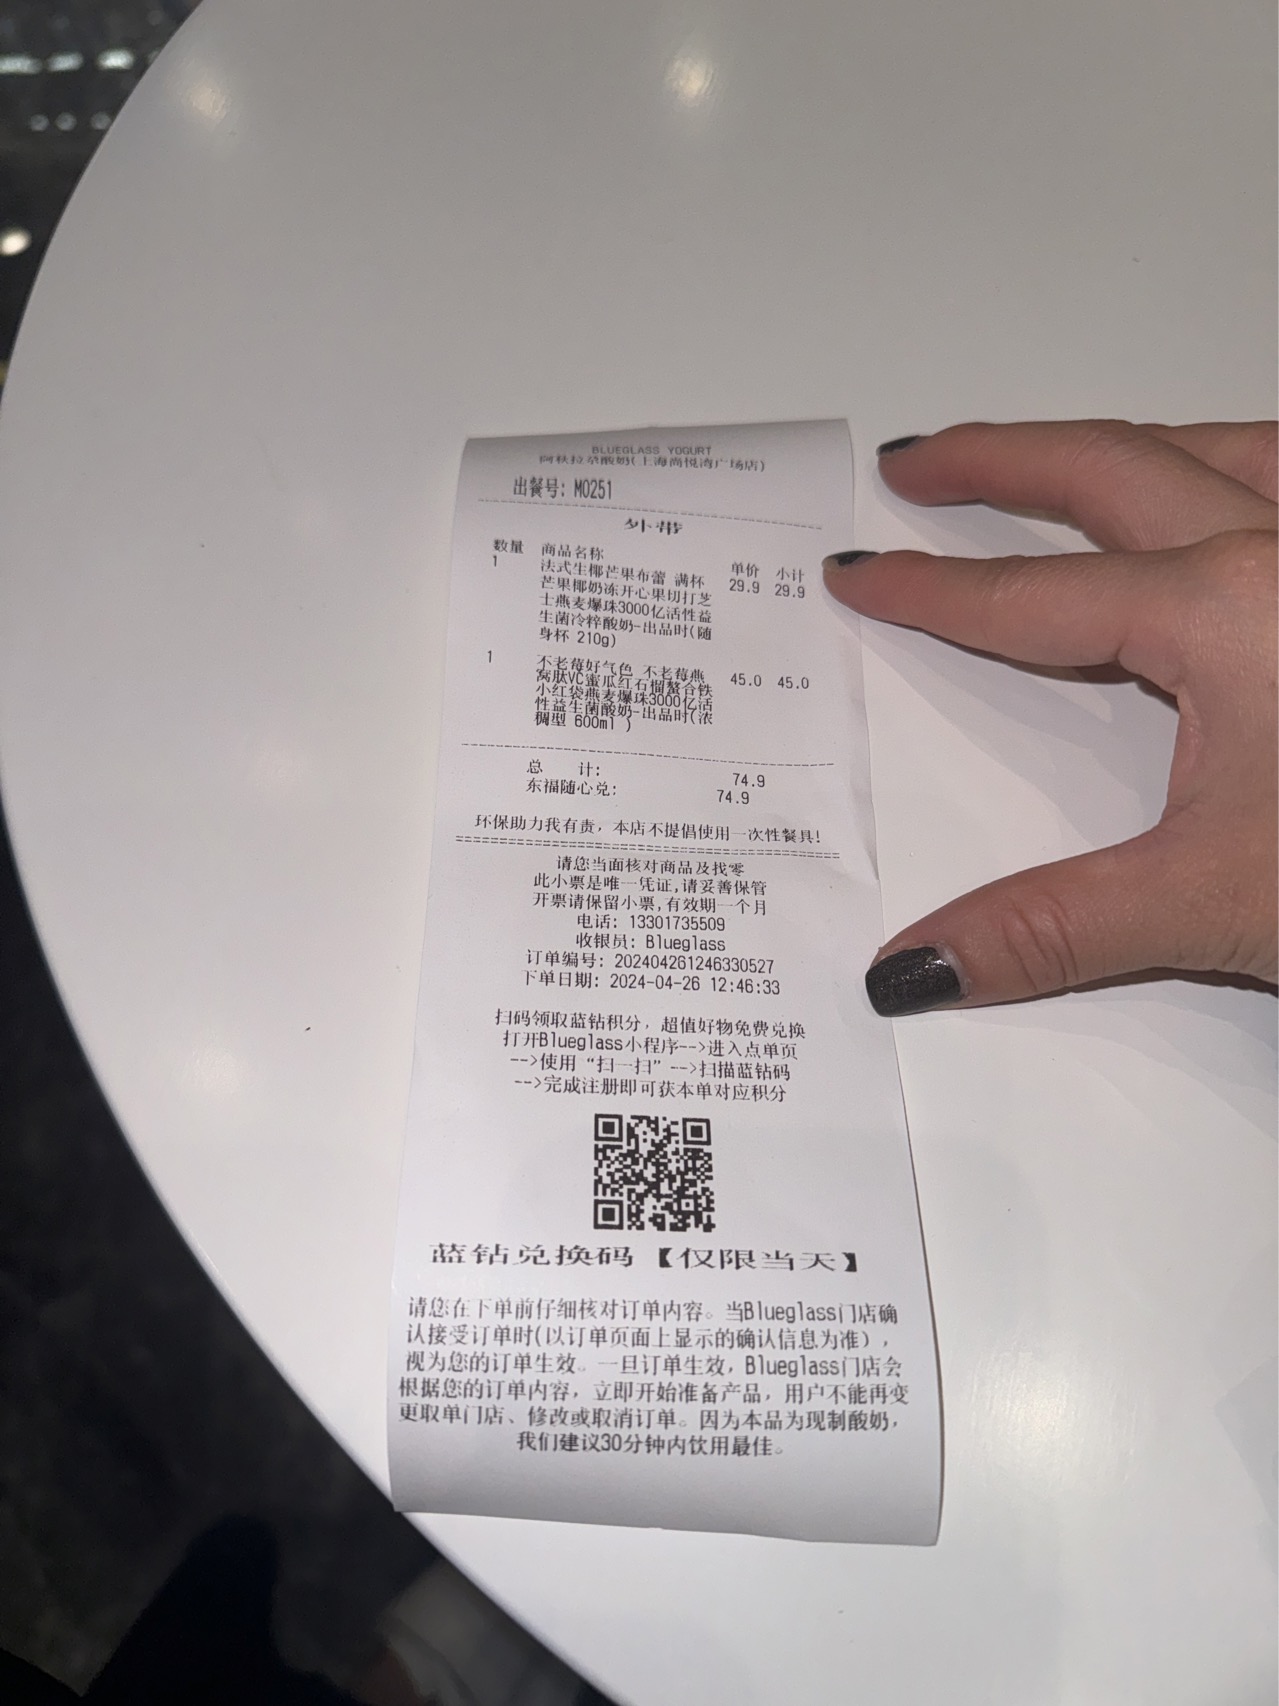 BLUEGLASS YOGURT
阿秋拉尕酸奶(上海尚悦湾广场店)
出餐号: M0251
外带
数量 商品名称 单价 小计
1 法式生椰芒果布蕾 满杯 29.9 29.9
芒果椰奶冻开心果切打芝
士燕麦爆珠3000亿活性益
生菌冷粹酸奶-出品时(随
身杯 210g)
1 不老莓好气色 不老莓燕 45.0 45.0
窝肽VC蜜瓜红石榴螯合铁
小红袋燕麦爆珠3000亿活
性益生菌酸奶-出品时(浓
稠型 600ml )
总 计: 74.9
东福随心兑: 74.9
环保助力我有责，本店不提倡使用一次性餐具!
请您当面核对商品及找零
此小票是唯一凭证,请妥善保管
开票请保留小票,有效期一个月
电话: 13301735509
收银员: Blueglass
订单编号: 202404261246330527
下单日期: 2024-04-26 12:46:33
扫码领取蓝钻积分，超值好物免费兑换
打开Blueglass小程序-->进入点单页
-->使用“扫一扫”-->扫描蓝钻码
-->完成注册即可获本单对应积分
蓝钻兑换码【仅限当天】
请您在下单前仔细核对订单内容。当Blueglass门店确
认接受订单时(以订单页面上显示的确认信息为准)，
视为您的订单生效。一旦订单生效，Blueglass门店会
根据您的订单内容，立即开始准备产品，用户不能再变
更取单门店、修改或取消订单。因为本品为现制酸奶，
我们建议30分钟内饮用最佳。